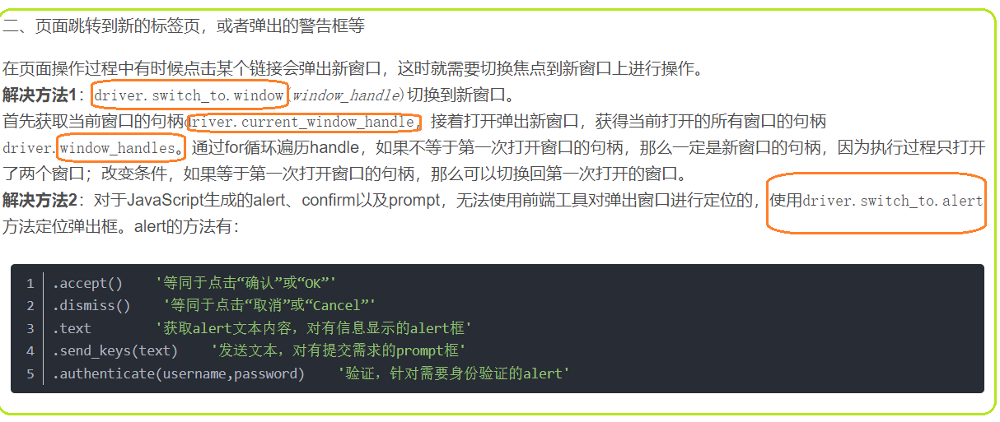 二、页面跳转到新的标签页，或者弹出的警告框等
在页面操作过程中有时候点击某个链接会弹出新窗口，这时就需要切换焦点到新窗口上进行操作。
解决方法1：driver.switch_to.window(window_handle)切换到新窗口。
首先获取当前窗口的句柄driver.current_window_handle，接着打开弹出新窗口，获得当前打开的所有窗口的句柄
driver.window_handles。通过for循环遍历handle，如果不等于第一次打开窗口的句柄，那么一定是新窗口的句柄，因为执行过程只打开
了两个窗口；改变条件，如果等于第一次打开窗口的句柄，那么可以切换回第一次打开的窗口。
解决方法2：对于JavaScript生成的alert、confirm以及prompt，无法使用前端工具对弹出窗口进行定位的，使用driver.switch_to.alert
方法定位弹出框。alert的方法有：
1 .accept() '等同于点击“确认”或“OK”'
2 .dismiss() '等同于点击“取消”或“Cancel”'
3 .text '获取alert文本内容，对有信息显示的alert框'
4 .send_keys(text) '发送文本，对有提交需求的prompt框'
5 .authenticate(username,password) '验证，针对需要身份验证的alert'